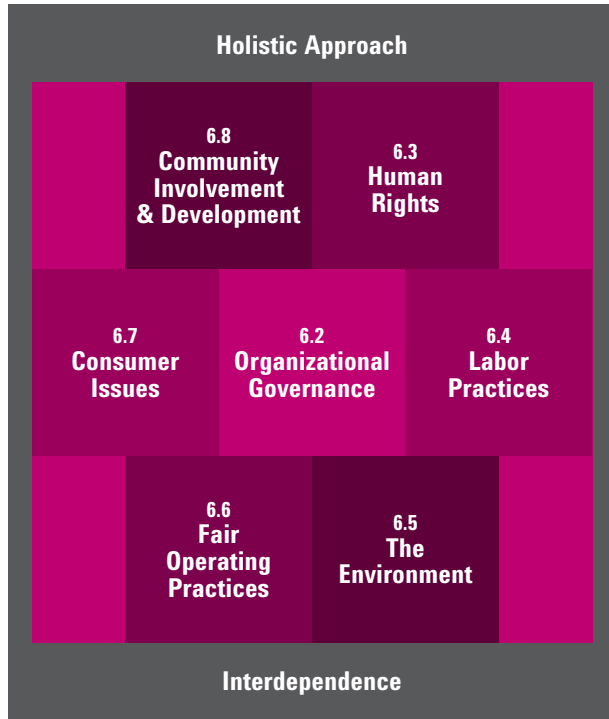 Holistic Approach
6.8
Community
Involvement
& Development
6.3
Human
Rights
6.7
Consumer
Issues
6.2
Organizational
Governance
6.4
Labor
Practices
6.6
Fair
Operating
Practices
6.5
The
Environment
Interdependence